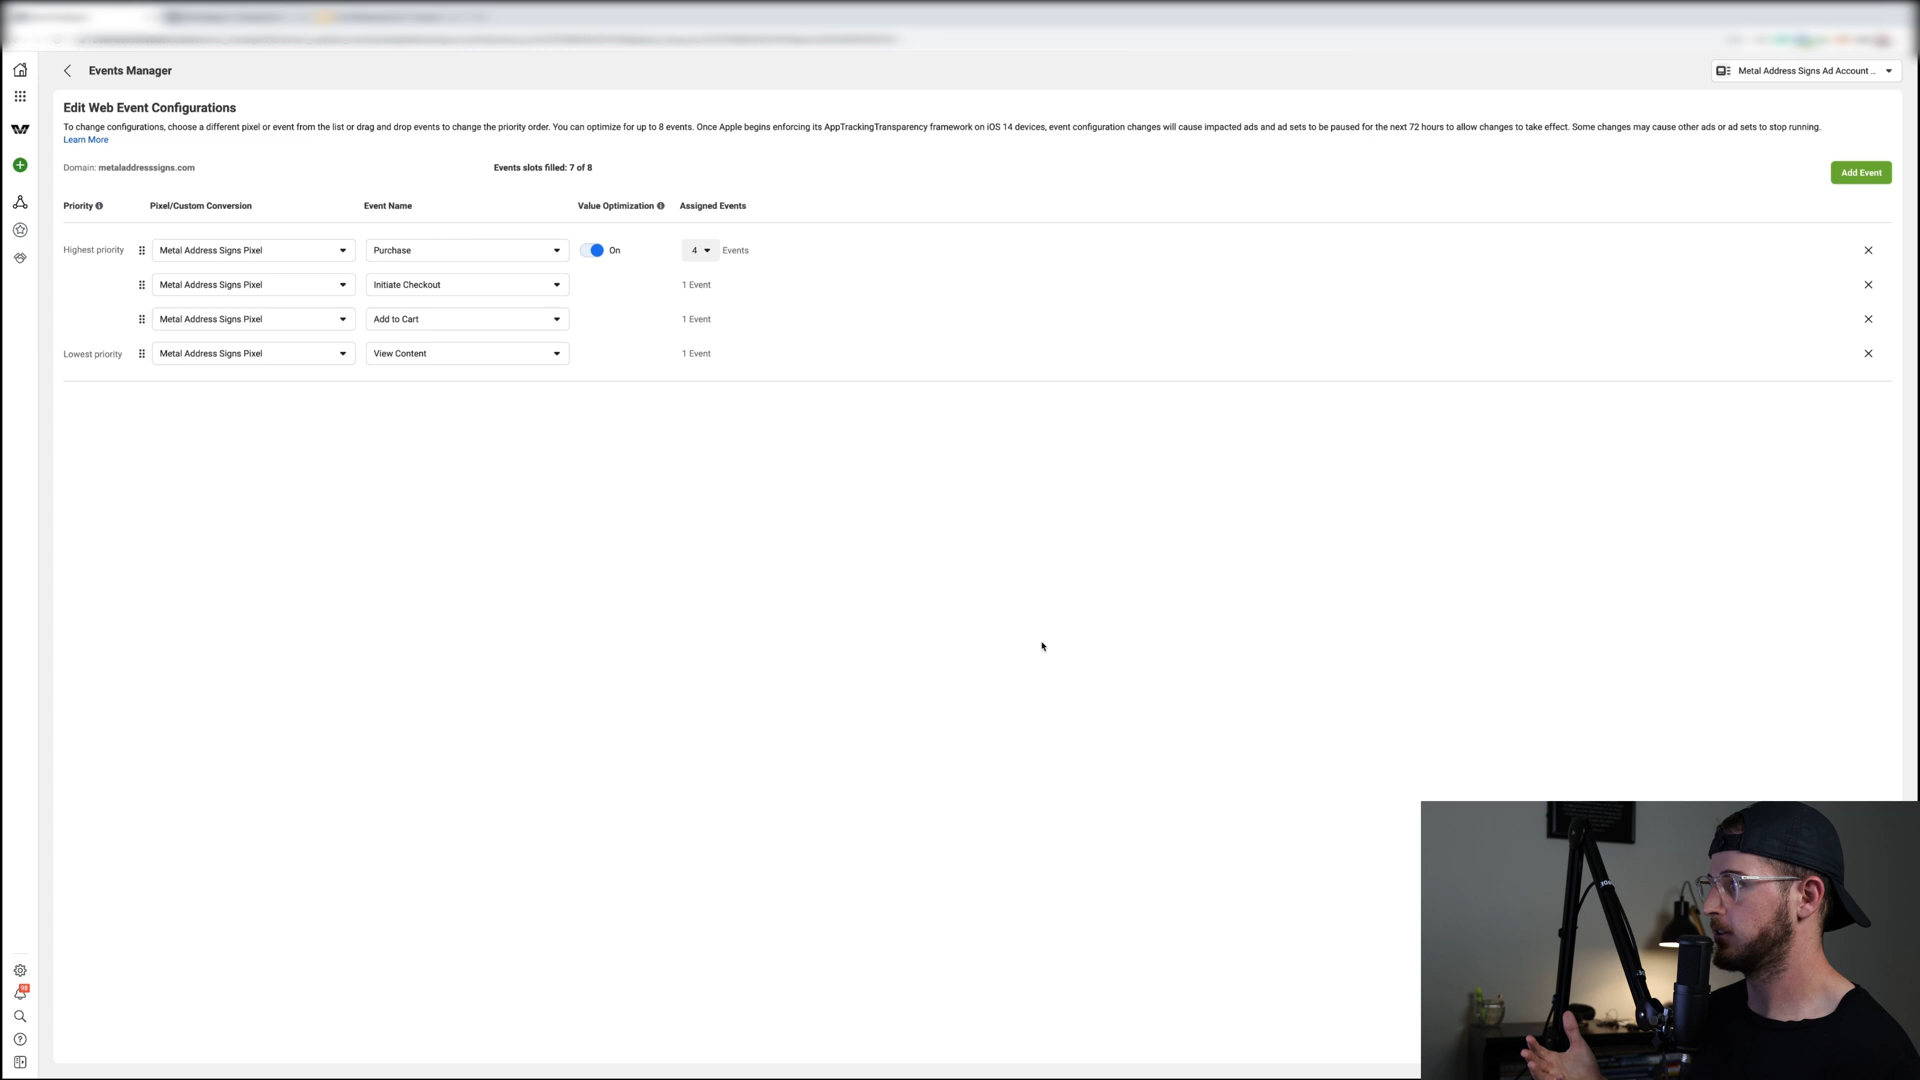 Events Manager
Metal Address Signs Ad Account ...
Edit Web Event Configurations
To change configurations, choose a different pixel or event from the list or drag and drop events to change the priority order. You can optimize for up to 8 events. Once Apple begins enforcing its AppTrackingTransparency framework on iOS 14 devices, event configuration changes will cause impacted ads and ad sets to be paused for the next 72 hours to allow changes to take effect. Some changes may cause other ads or ad sets to stop running.
Learn More
Domain: metaladdresssigns.com
Events slots filled: 7 of 8
Add Event
Priority Pixel/Custom Conversion Event Name Value Optimization Assigned Events
Highest priority Metal Address Signs Pixel Purchase On 4 Events
Metal Address Signs Pixel Initiate Checkout 1 Event
Metal Address Signs Pixel Add to Cart 1 Event
Lowest priority Metal Address Signs Pixel View Content 1 Event